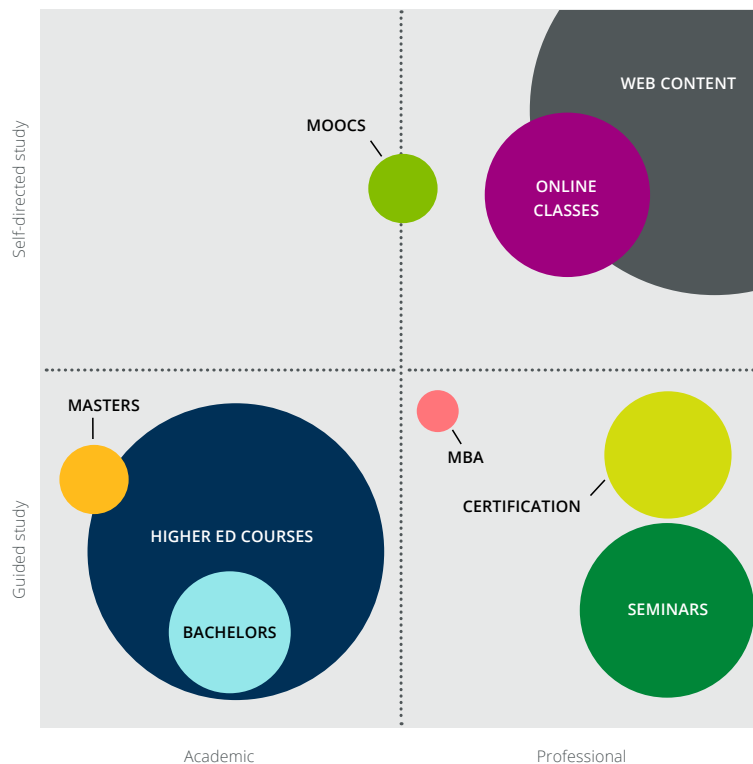 WEB CONTENT
MOOCS
Self-directed study
ONLINE
CLASSES
MASTERS
MBA
CERTIFICATION
Guided study
HIGHER ED COURSES
SEMINARS
BACHELORS
Academic
Professional